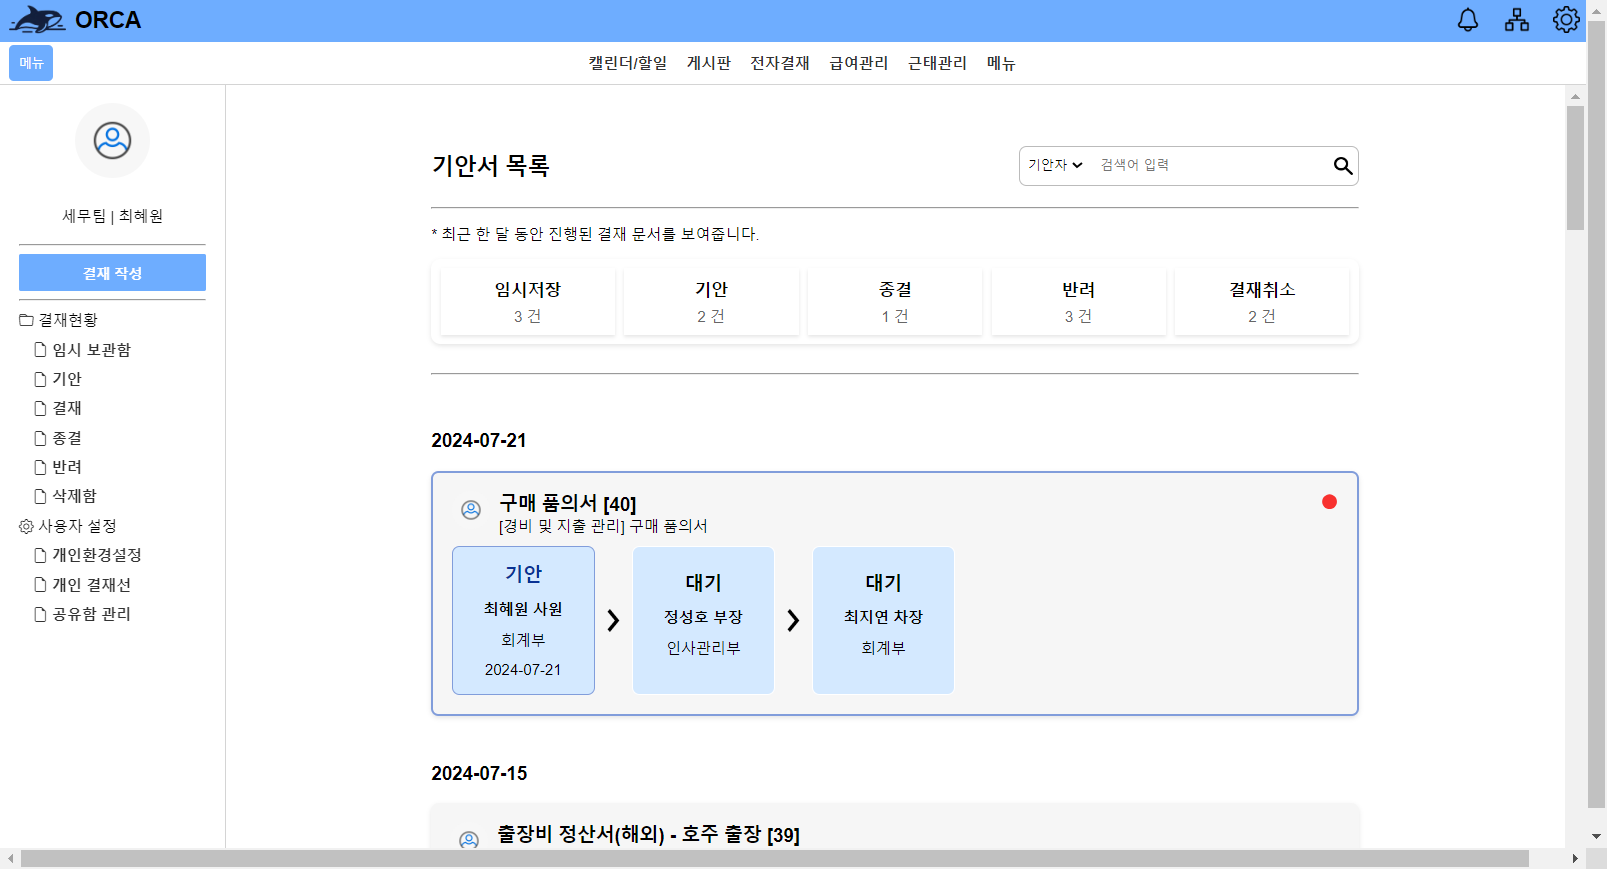 ORCA
메뉴
캘린더/할일 게시판 전자결재 급여관리 근태관리 메뉴
세무팀 | 최혜원
결재 작성
결재현황
임시 보관함
기안
결재
종결
반려
삭제함
사용자 설정
개인환경설정
개인 결재선
공유함 관리
기안서 목록
기안자 검색어 입력
* 최근 한 달 동안 진행된 결재 문서를 보여줍니다.
임시저장 기안 종결 반려 결재취소
3 건 2 건 1 건 3 건 2 건
2024-07-21
구매 품의서 [40]
[경비 및 지출 관리] 구매 품의서
기안
최혜원 사원
회계부
2024-07-21
대기
정성호 부장
인사관리부
대기
최지연 차장
회계부
2024-07-15
출장비 정산서(해외) - 호주 출장 [39]